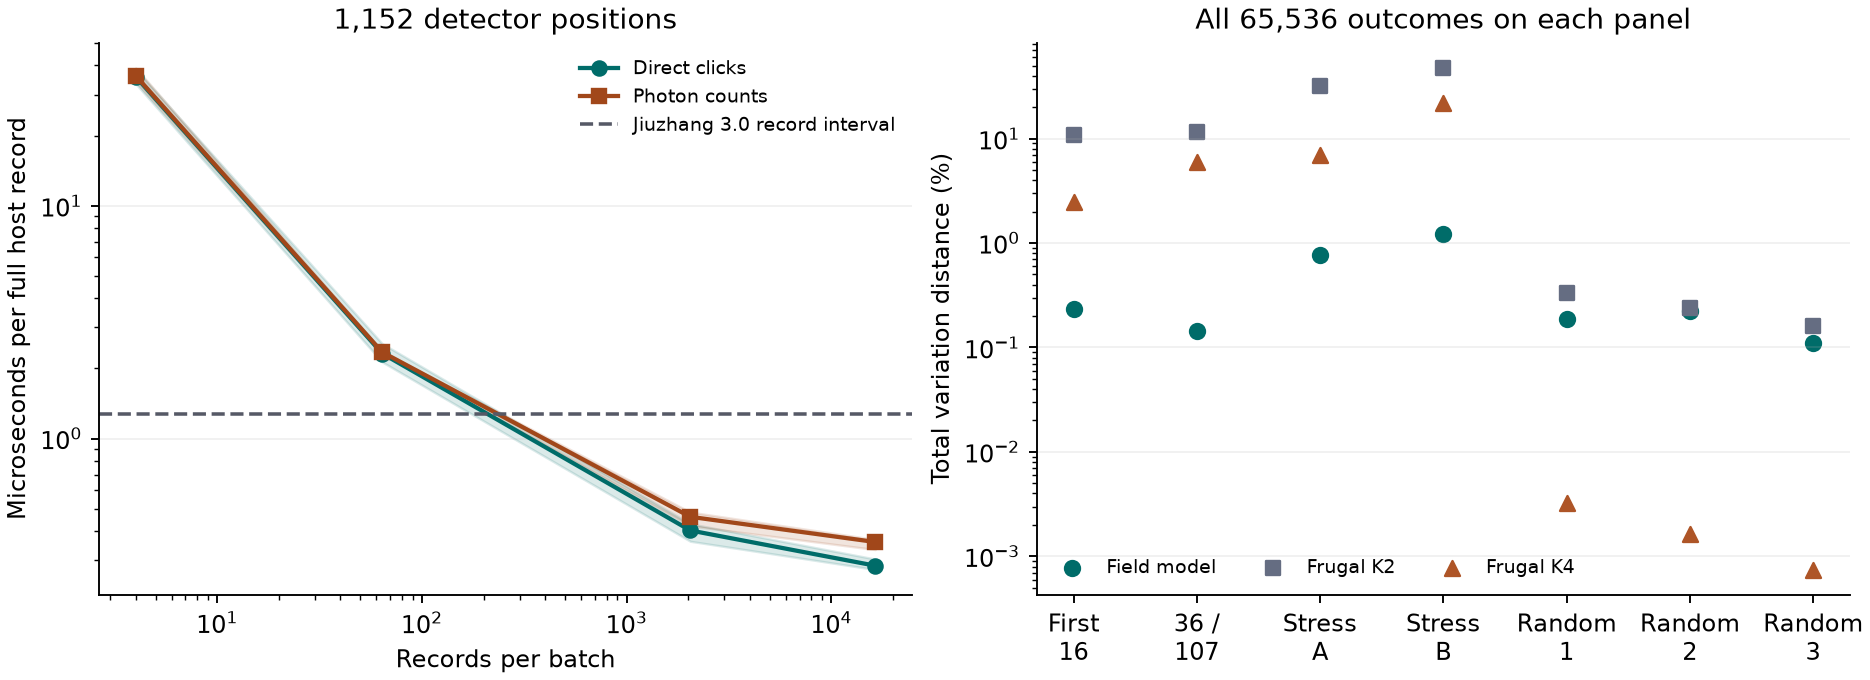 1,152 detector positions
Microseconds per full host record
10¹
10⁰
Direct clicks
Photon counts
Jiuzhang 3.0 record interval
10¹
10²
10³
10⁴
Records per batch
All 65,536 outcomes on each panel
Total variation distance (%)
10¹
10⁰
10⁻¹
10⁻²
10⁻³
Field model
Frugal K2
Frugal K4
First
16
36 /
107
Stress
A
Stress
B
Random
1
Random
2
Random
3